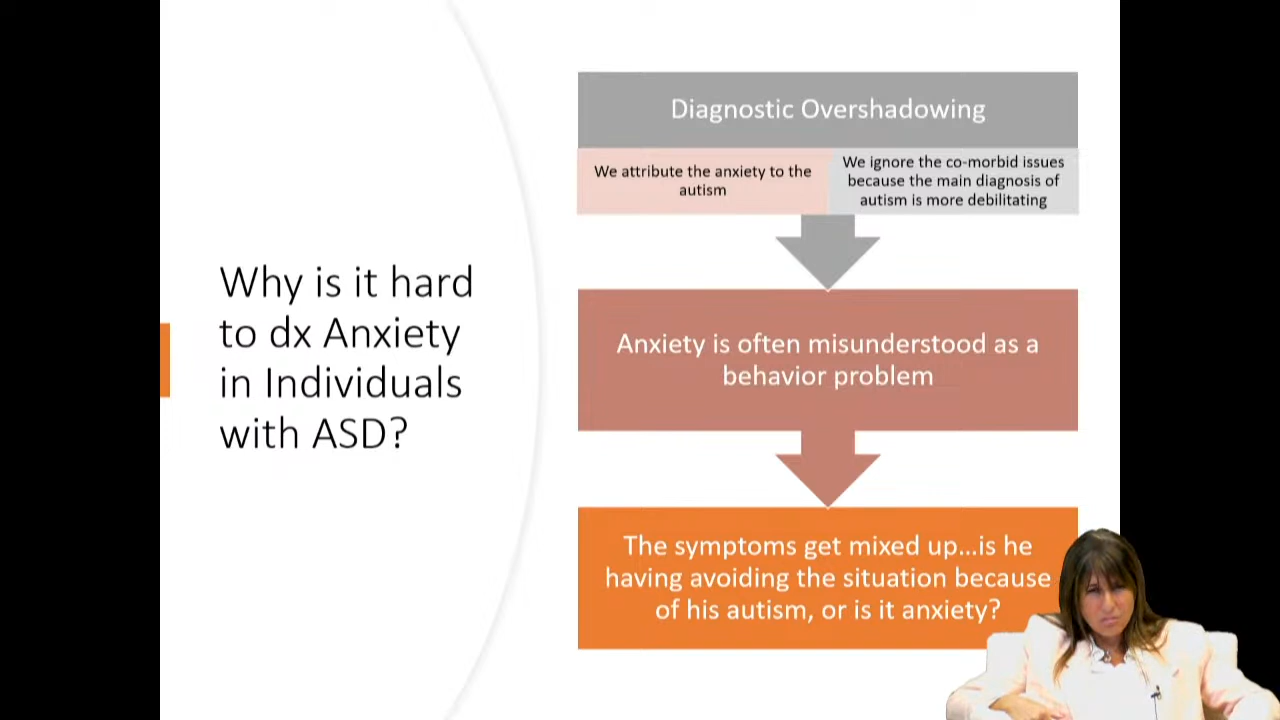 Why is it hard
to dx Anxiety
in Individuals
with ASD?
Diagnostic Overshadowing
We attribute the anxiety to the
autism
We ignore the co-morbid issues
because the main diagnosis of
autism is more debilitating
Anxiety is often misunderstood as a
behavior problem
The symptoms get mixed up...is he
having avoiding the situation because
of his autism, or is it anxiety?